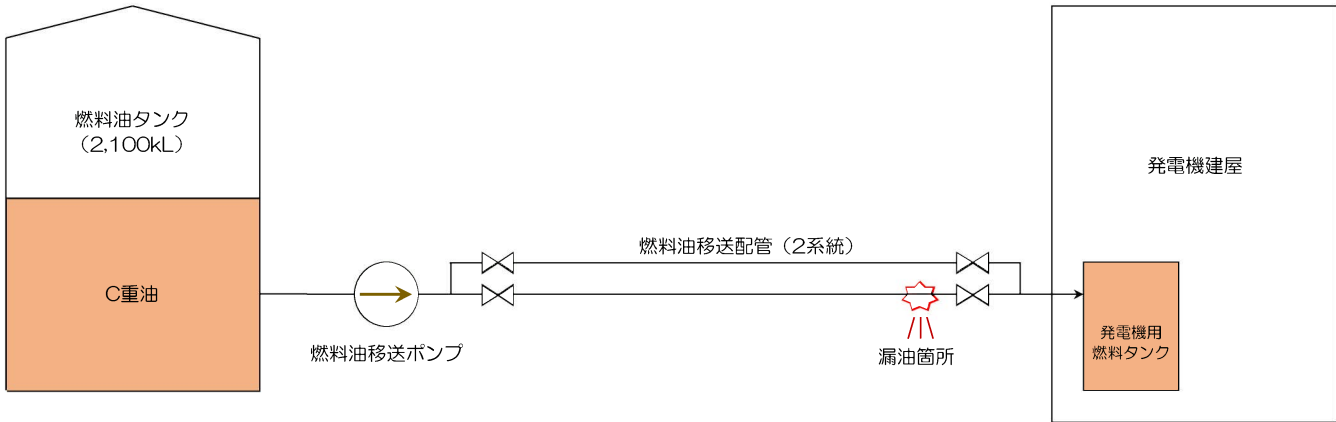 燃料油タンク
（2,100kL）
発電機建屋
燃料油移送配管（2系統）
C重油
燃料油移送ポンプ
漏油箇所
発電機用
燃料タンク